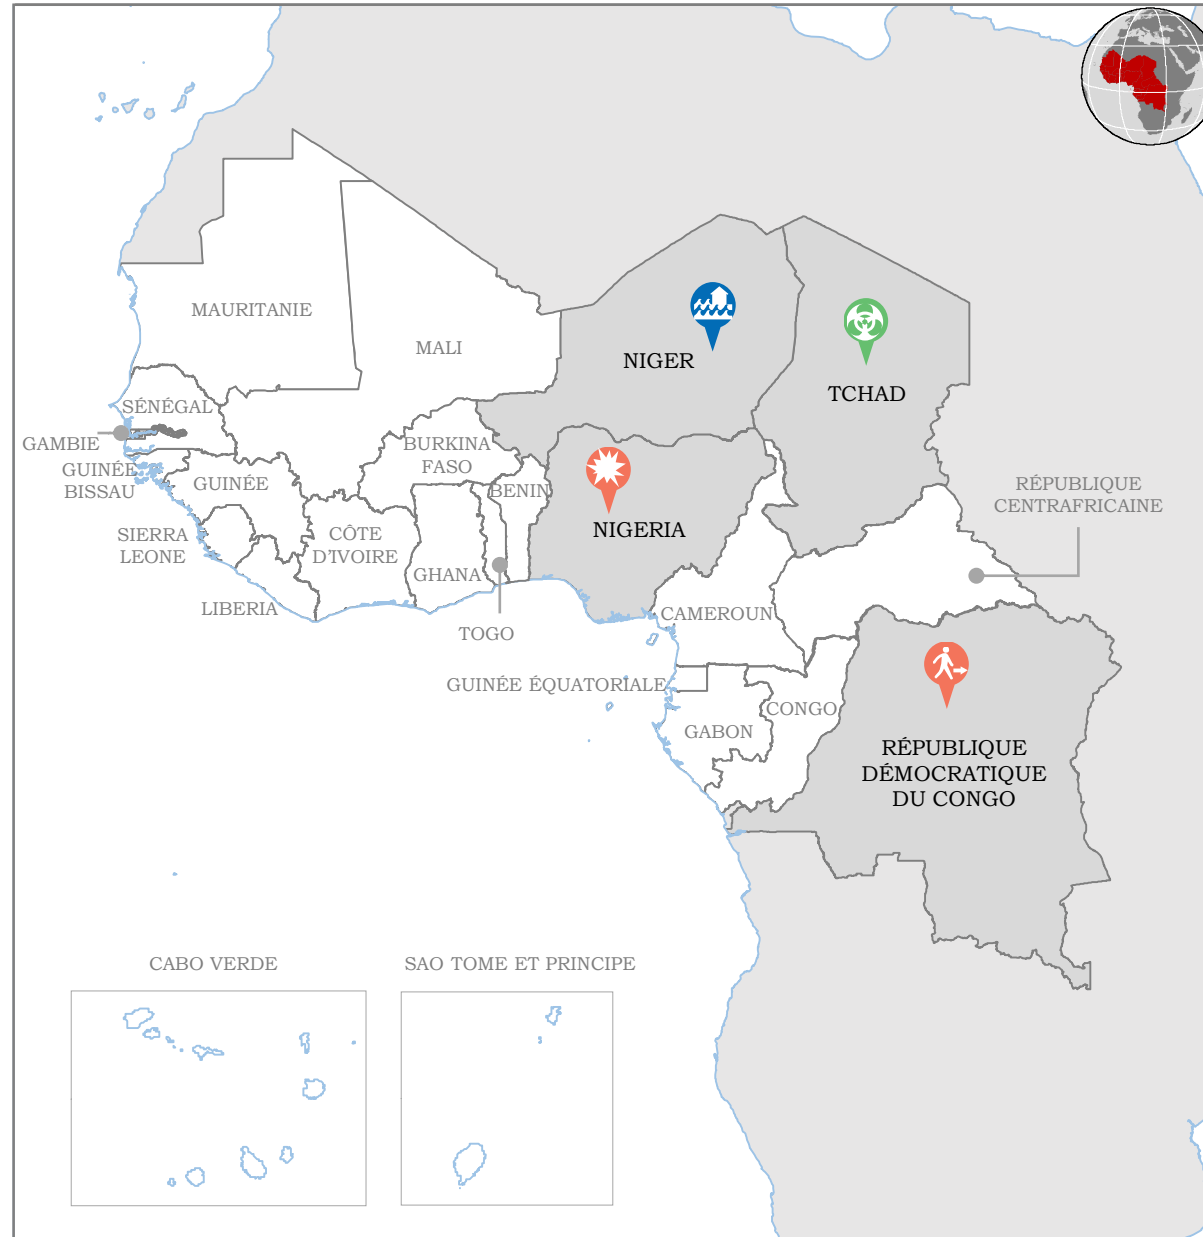 MAURITANIE
MALI
NIGER
TCHAD
SÉNÉGAL
GAMBIE
GUINÉE
BISSAU
GUINÉE
BURKINA
FASO
BENIN
NIGERIA
RÉPUBLIQUE
CENTRAFRICAINE
SIERRA
LEONE
CÔTE
D'IVOIRE
GHANA
LIBERIA
TOGO
CAMEROUN
GUINÉE ÉQUATORIALE
GABON
CONGO
RÉPUBLIQUE
DÉMOCRATIQUE
DU CONGO
CABO VERDE
SAO TOME ET PRINCIPE